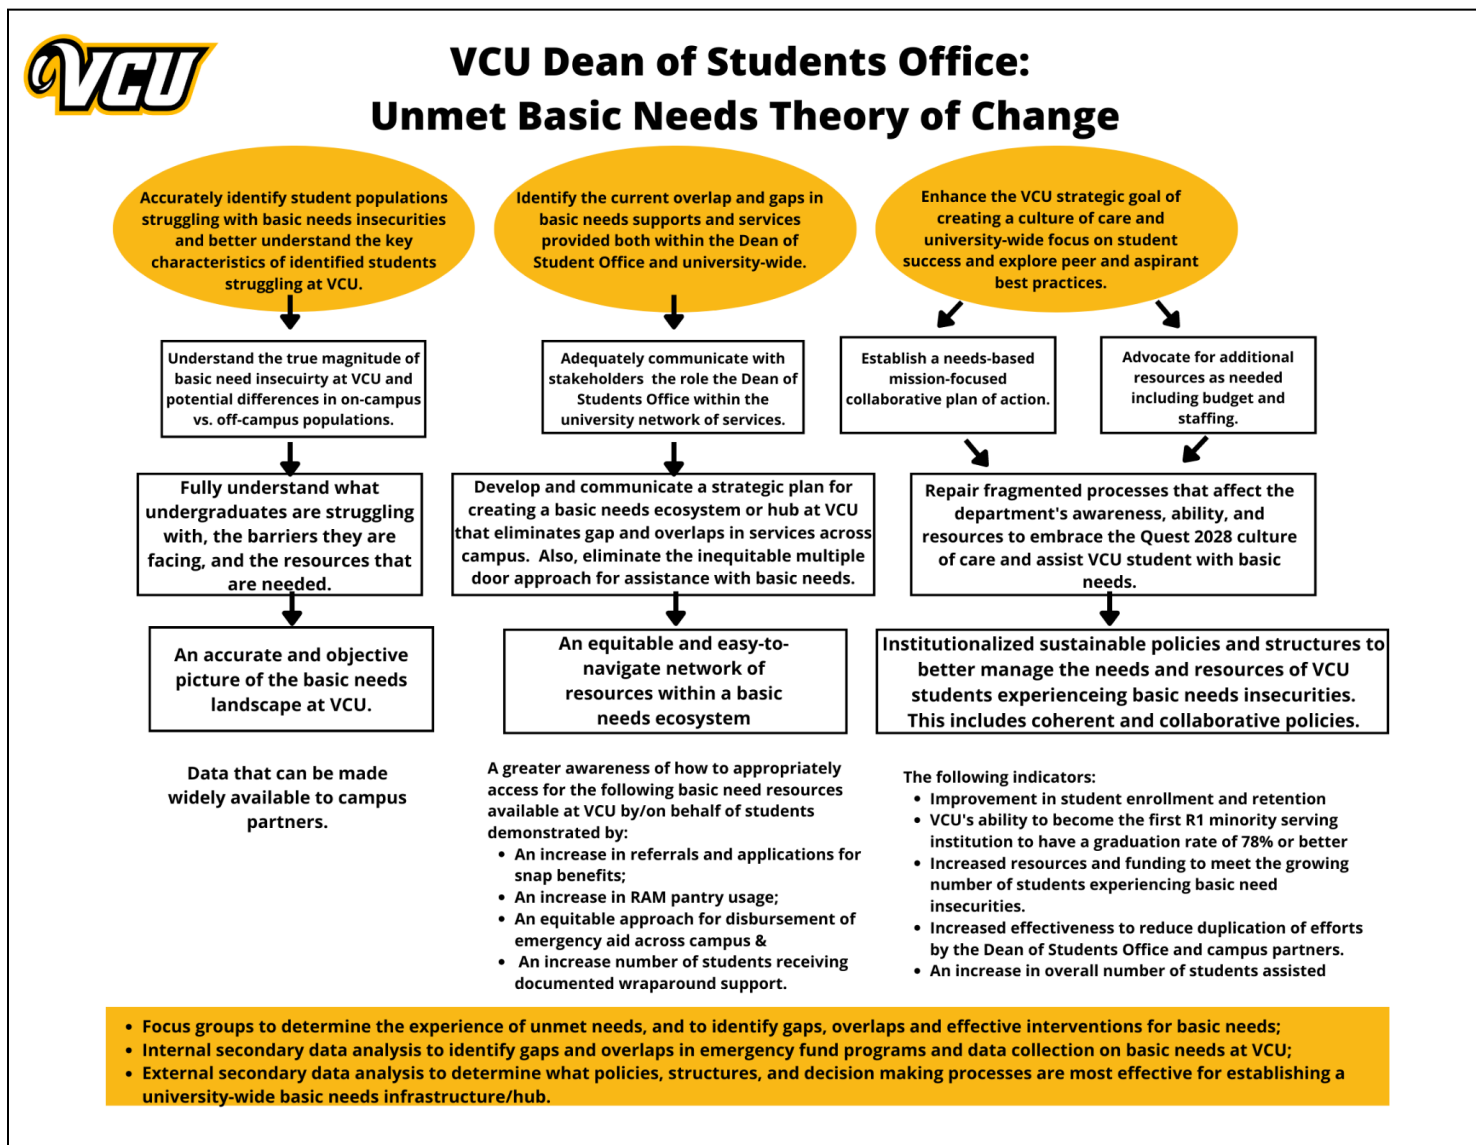 VCU
VCU Dean of Students Office:
Unmet Basic Needs Theory of Change
Accurately identify student populations
struggling with basic needs insecurities
and better understand the key
characteristics of identified students
struggling at VCU.
Understand the true magnitude of
basic need insecuirty at VCU and
potential differences in on-campus
vs. off-campus populations.
Fully understand what
undergraduates are struggling
with, the barriers they are
facing, and the resources that
are needed.
An accurate and objective
picture of the basic needs
landscape at VCU.
Data that can be made
widely available to campus
partners.
Identify the current overlap and gaps in
basic needs supports and services
provided both within the Dean of
Student Office and university-wide.
Adequately communicate with
stakeholders the role the Dean of
Students Office within the
university network of services.
Develop and communicate a strategic plan for
creating a basic needs ecosystem or hub at VCU
that eliminates gap and overlaps in services across
campus. Also, eliminate the inequitable multiple
door approach for assistance with basic needs.
An equitable and easy-to-
navigate network of
resources within a basic
needs ecosystem
A greater awareness of how to appropriately
access for the following basic need resources
available at VCU by/on behalf of students
demonstrated by:
• An increase in referrals and applications for
snap benefits;
• An increase in RAM pantry usage;
• An equitable approach for disbursement of
emergency aid across campus &
• An increase number of students receiving
documented wraparound support.
Enhance the VCU strategic goal of
creating a culture of care and
university-wide focus on student
success and explore peer and aspirant
best practices.
Establish a needs-based
mission-focused
collaborative plan of action.
Advocate for additional
resources as needed
including budget and
staffing.
Repair fragmented processes that affect the
department's awareness, ability, and
resources to embrace the Quest 2028 culture
of care and assist VCU student with basic
needs.
Institutionalized sustainable policies and structures to
better manage the needs and resources of VCU
students experienceing basic needs insecurities.
This includes coherent and collaborative policies.
The following indicators:
• Improvement in student enrollment and retention
• VCU's ability to become the first R1 minority serving
institution to have a graduation rate of 78% or better
• Increased resources and funding to meet the growing
number of students experiencing basic need
insecurities.
• Increased effectiveness to reduce duplication of efforts
by the Dean of Students Office and campus partners.
• An increase in overall number of students assisted
• Focus groups to determine the experience of unmet needs, and to identify gaps, overlaps and effective interventions for basic needs;
• Internal secondary data analysis to identify gaps and overlaps in emergency fund programs and data collection on basic needs at VCU;
• External secondary data analysis to determine what policies, structures, and decision making processes are most effective for establishing a
university-wide basic needs infrastructure/hub.